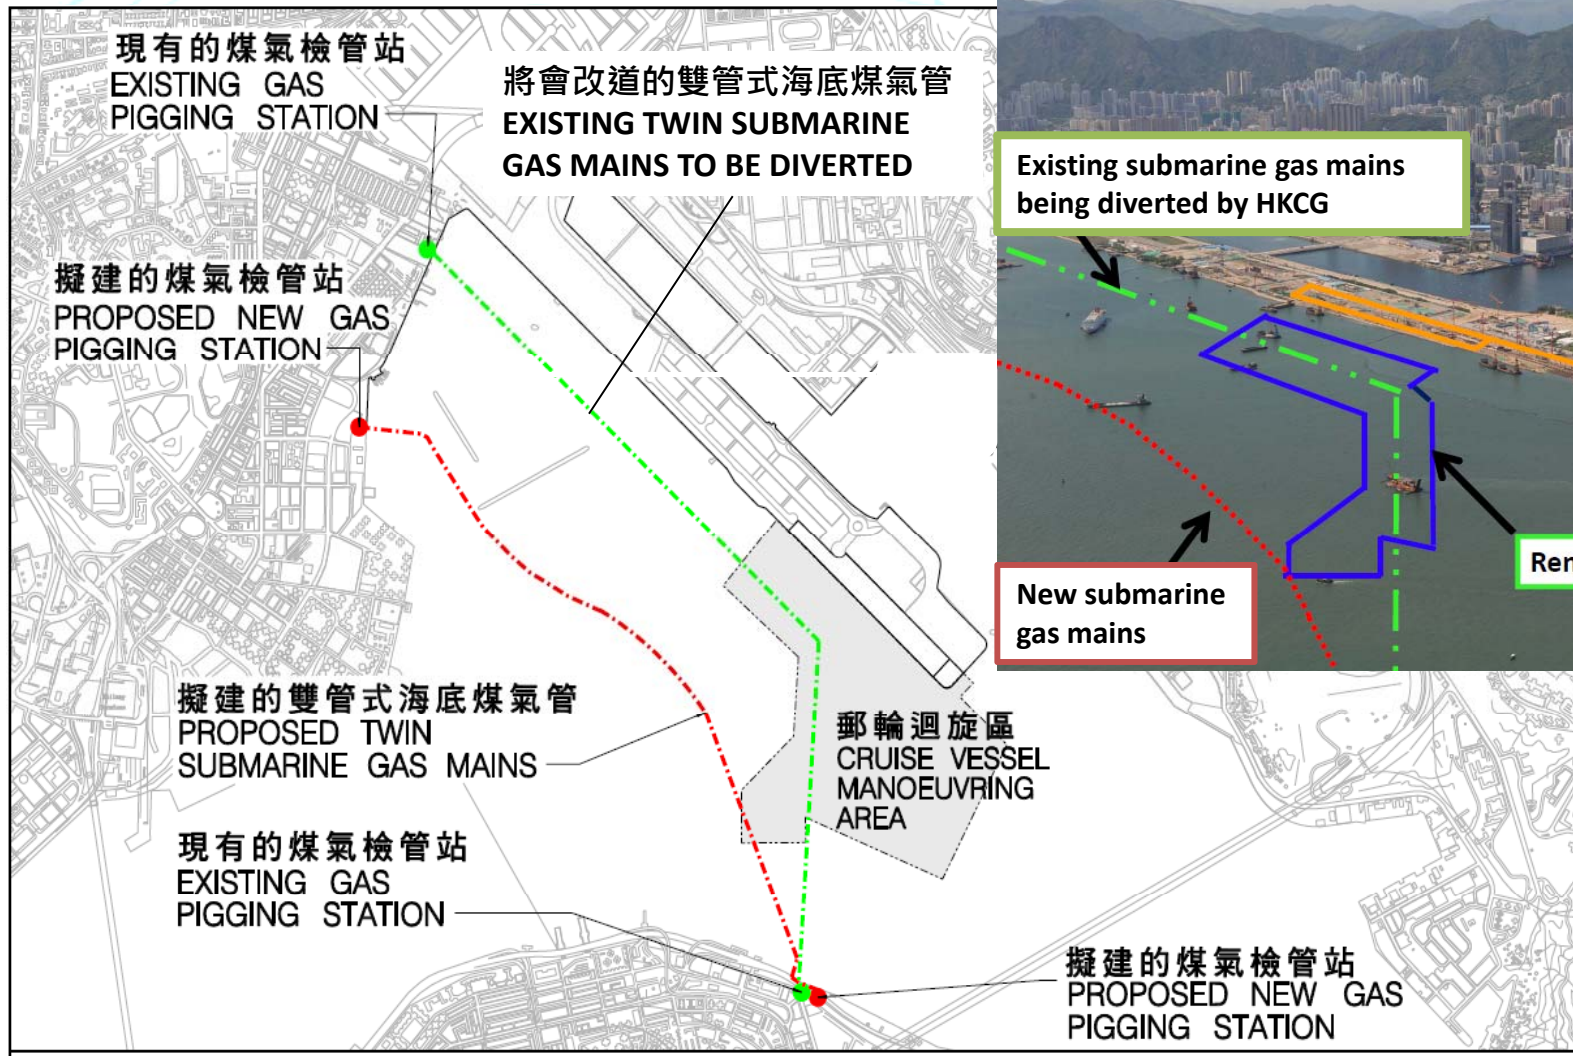 現有的煤氣檢管站
EXISTING GAS
PIGGING STATION
將會改道的雙管式海底煤氣管
EXISTING TWIN SUBMARINE
GAS MAINS TO BE DIVERTED
Existing submarine gas mains
being diverted by HKCG
擬建的煤氣檢管站
PROPOSED NEW GAS
PIGGING STATION
New submarine
gas mains
Ren
擬建的雙管式海底煤氣管
PROPOSED TWIN
SUBMARINE GAS MAINS
郵輪迴旋區
CRUISE VESSEL
MANOEUVRING
AREA
現有的煤氣檢管站
EXISTING GAS
PIGGING STATION
擬建的煤氣檢管站
PROPOSED NEW GAS
PIGGING STATION